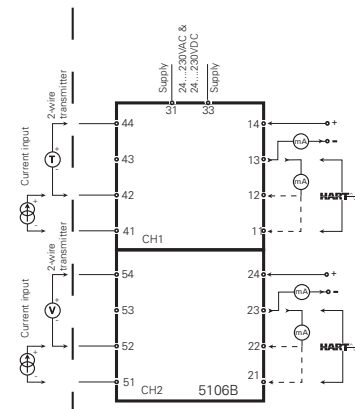 Supply
24...230VAC &
24...230VDC
Supply
31
33
2-wire
transmitter
Current input
T
+
-
+
-
44
43
42
41
CH1
14
13
12
11
+
-
mA
mA
HART
2-wire
transmitter
Current input
V
+
-
+
-
54
53
52
51
CH2
5106B
24
23
22
21
+
-
mA
mA
HART